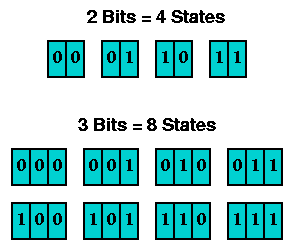 2 Bits = 4 States
0 0 0 1 1 0 1 1
3 Bits = 8 States
0 0 0 0 0 1 0 1 0 0 1 1
1 0 0 1 0 1 1 1 0 1 1 1